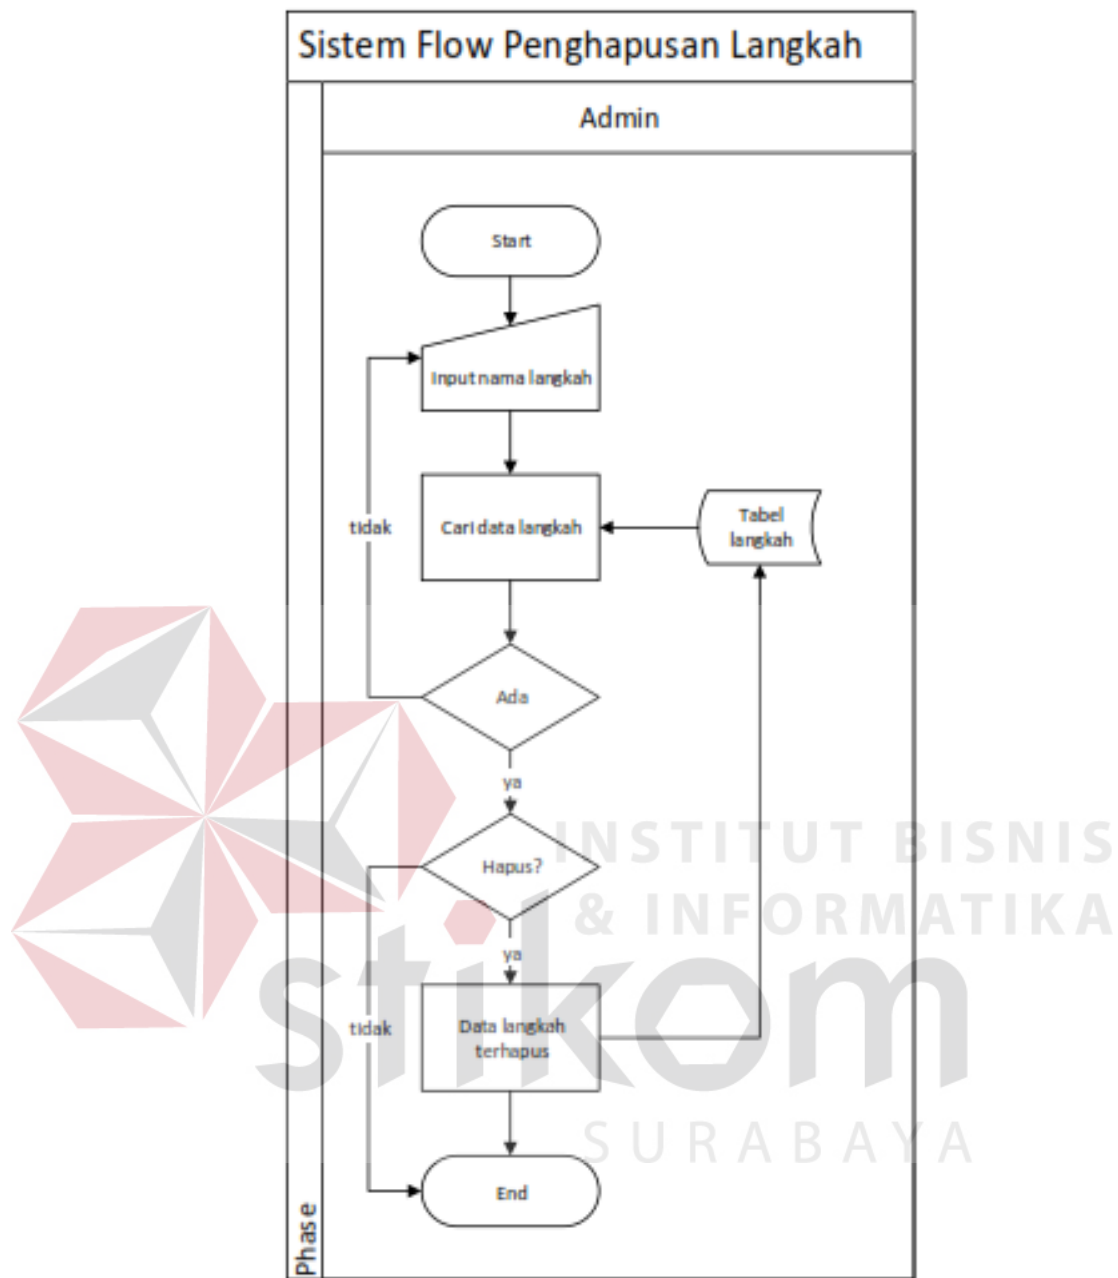 Sistem Flow Penghapusan Langkah
Admin
Start
Input nama langkah
Cari data langkah
Tabel
langkah
tidak
Ada
ya
Hapus?
ya
tidak
Data langkah
terhapus
End
Phase
INSTITUT BISNIS
& INFORMATIKA
stikom
SURABAYA